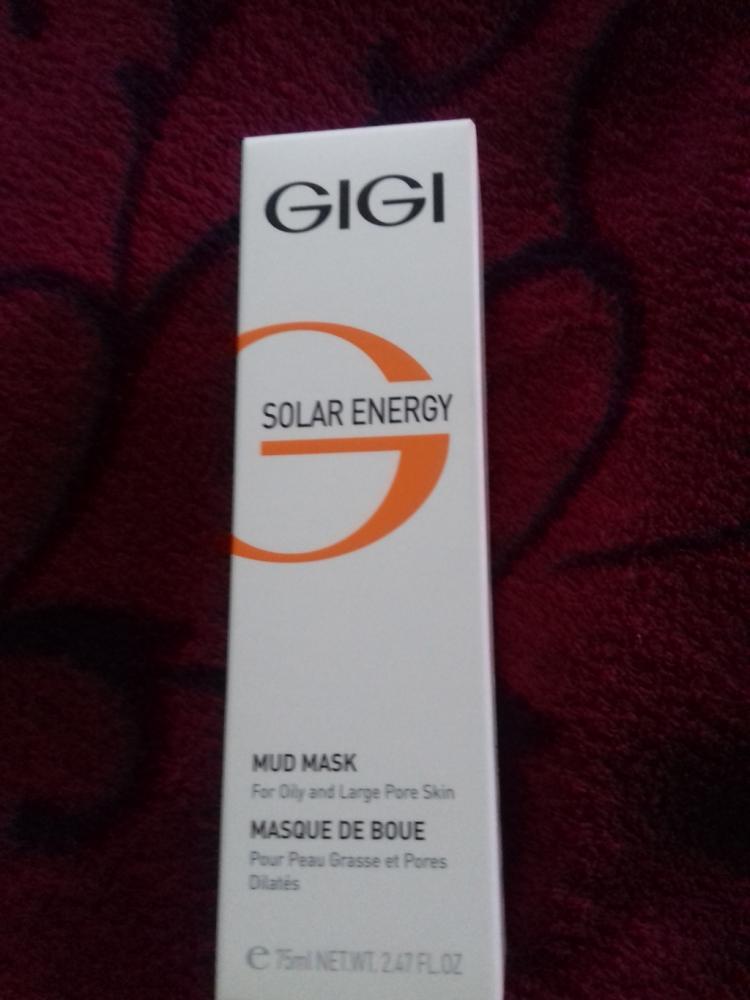 GIGI
SOLAR ENERGY
MUD MASK
For Oily and Large Pore Skin
MASQUE DE BOUE
Pour Peau Grasse et Pores
Dilatés
℮ 75ml NET.WT. 2.47 FL.OZ